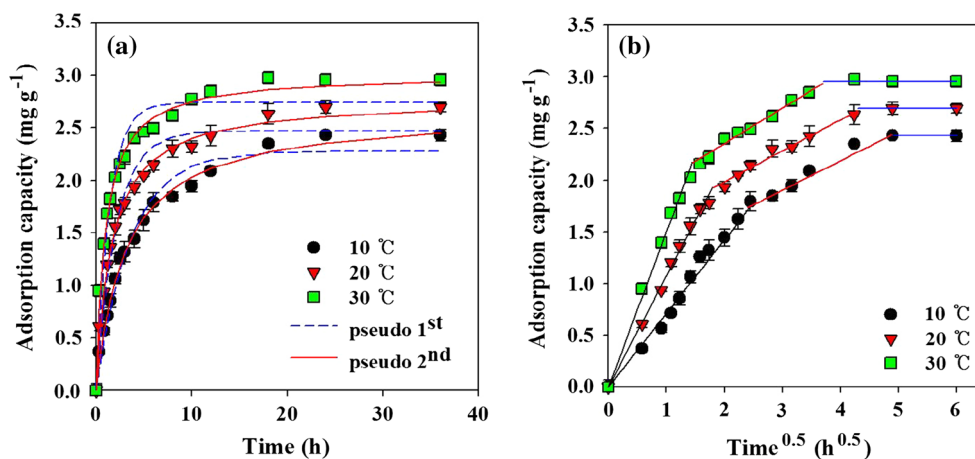 (a)
Adsorption capacity (mg g⁻¹)
3.5
3.0
2.5
2.0
1.5
1.0
0.5
0.0
10 ℃
20 ℃
30 ℃
pseudo 1st
pseudo 2nd
0 10 20 30 40
Time (h)
(b)
Adsorption capacity (mg g⁻¹)
3.5
3.0
2.5
2.0
1.5
1.0
0.5
0.0
10 ℃
20 ℃
30 ℃
0 1 2 3 4 5 6
Time^0.5 (h^0.5)